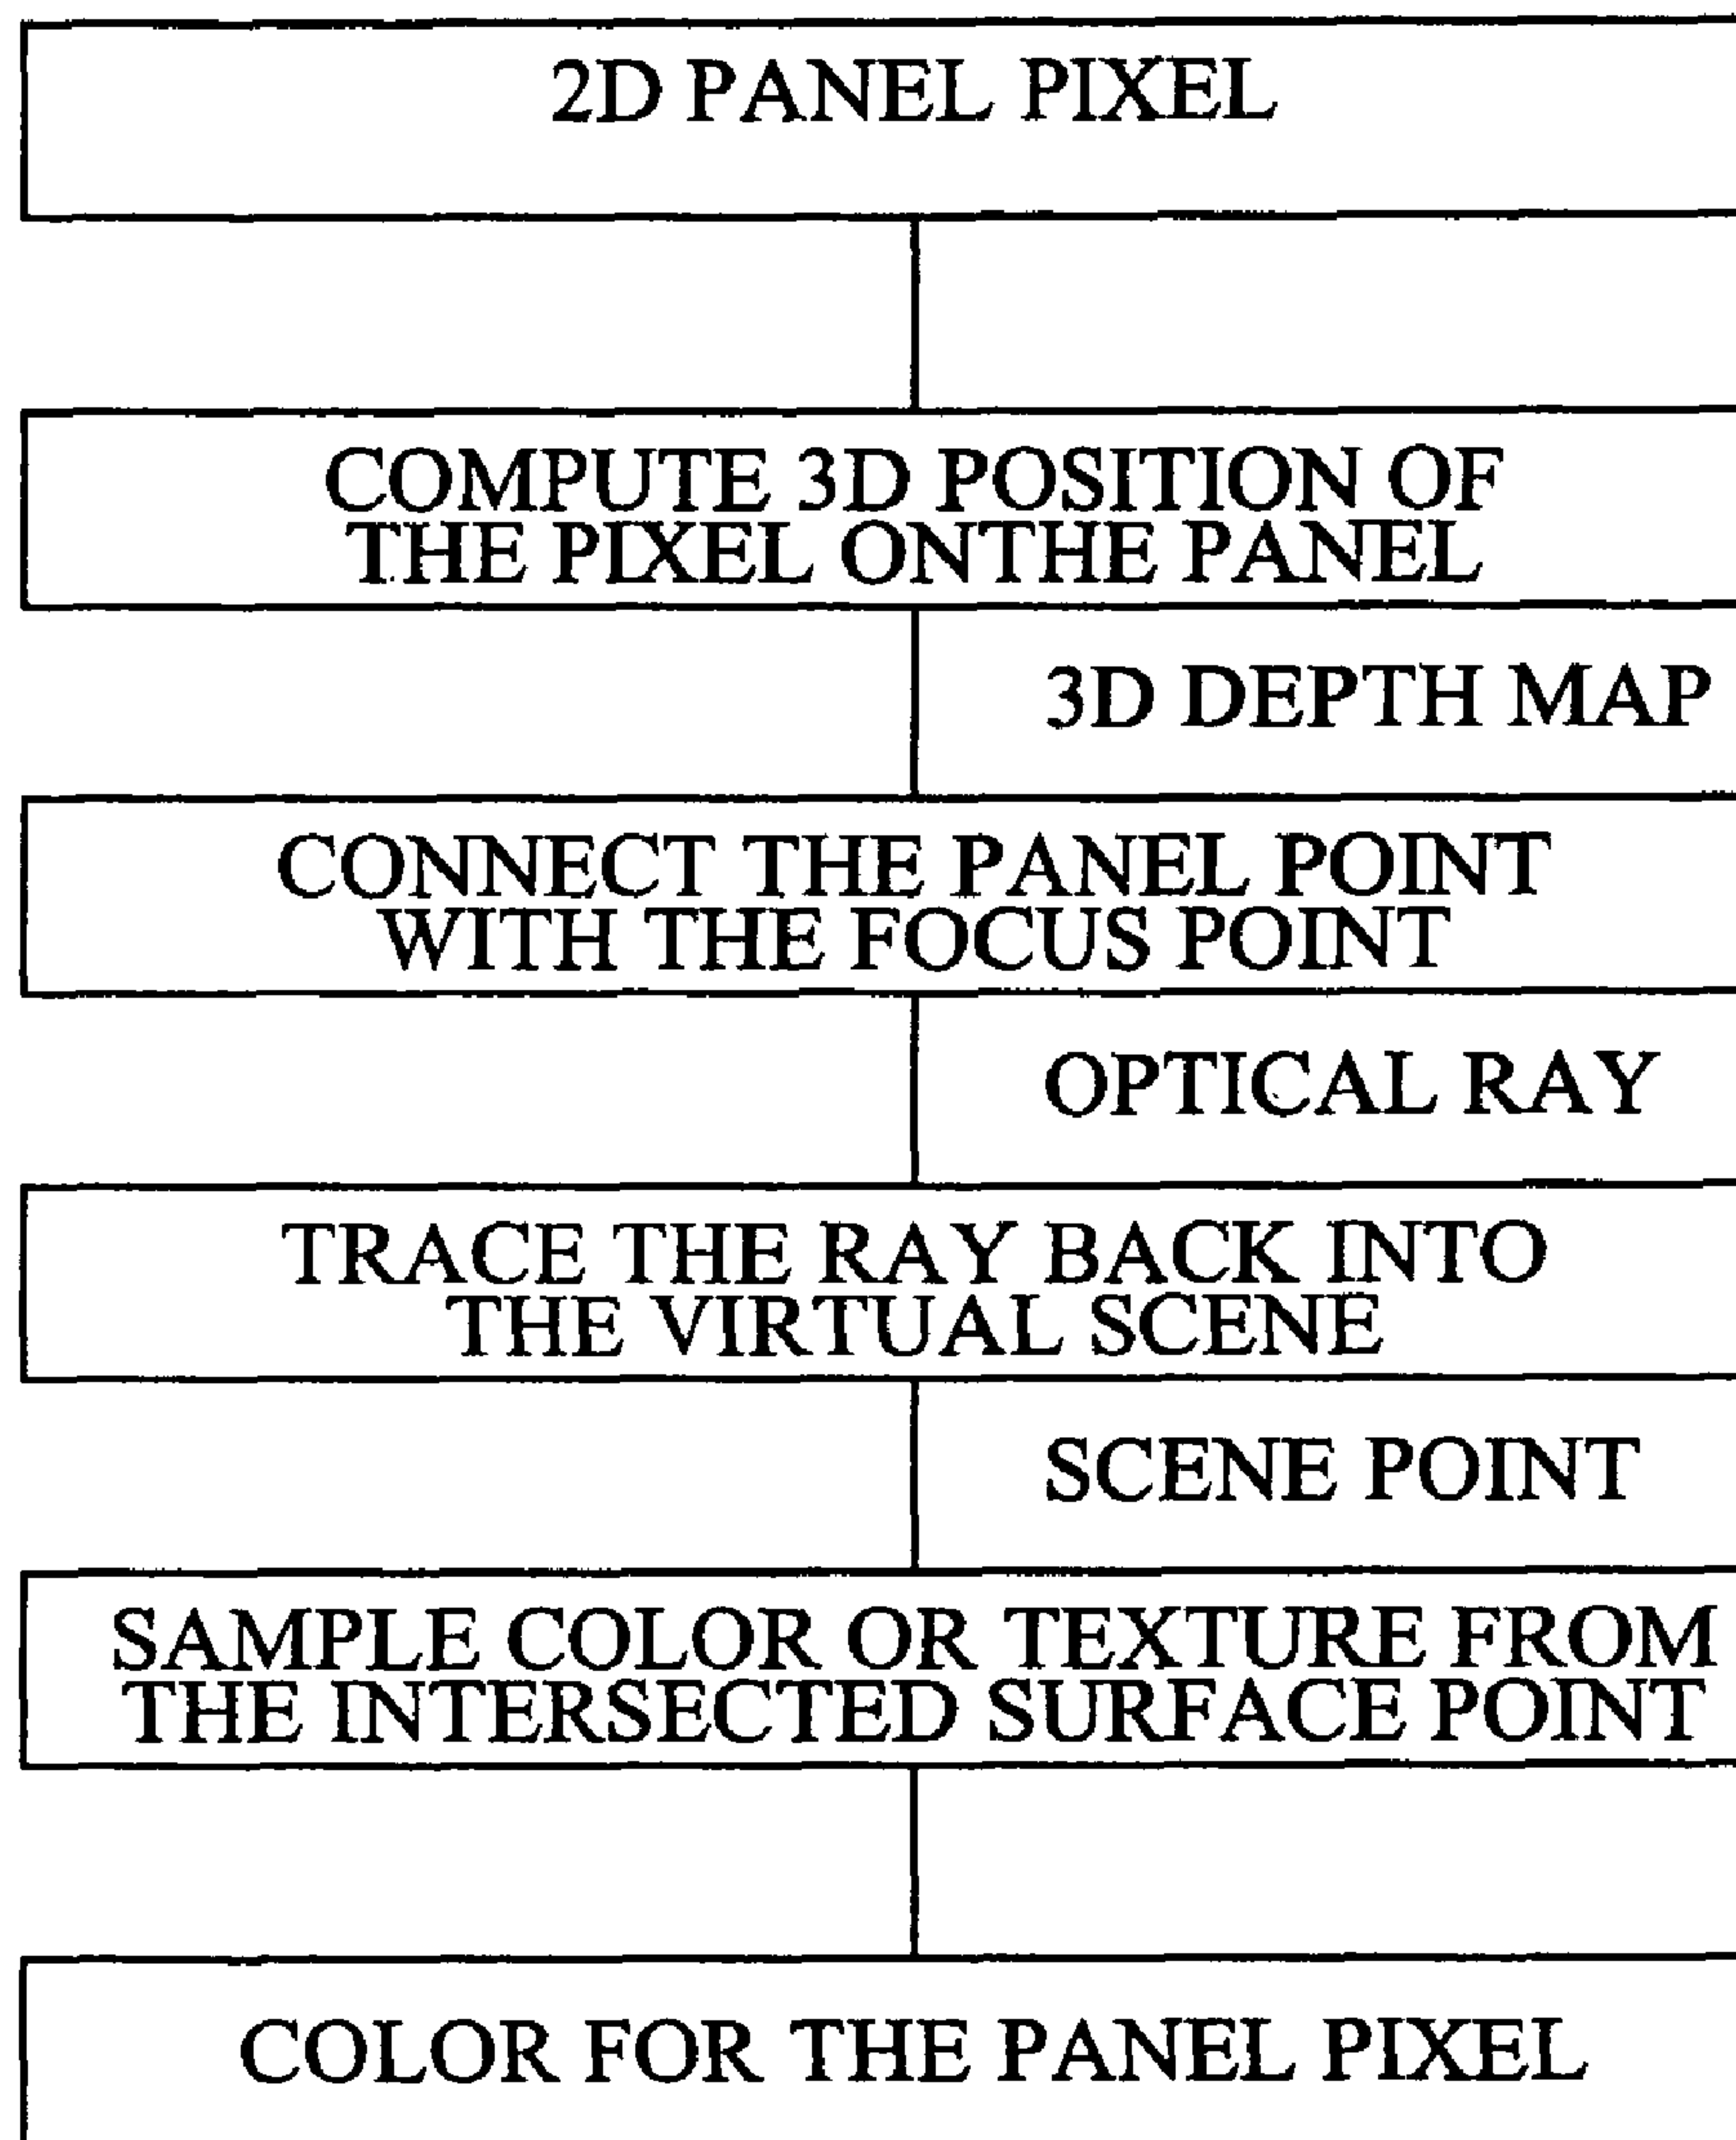 2D PANEL PIXEL
COMPUTE 3D POSITION OF
THE PIXEL ONTHE PANEL
3D DEPTH MAP
CONNECT THE PANEL POINT
WITH THE FOCUS POINT
OPTICAL RAY
TRACE THE RAY BACK INTO
THE VIRTUAL SCENE
SCENE POINT
SAMPLE COLOR OR TEXTURE FROM
THE INTERSECTED SURFACE POINT
COLOR FOR THE PANEL PIXEL